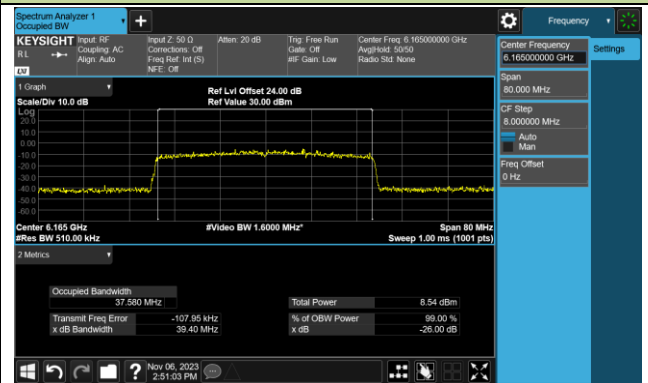 Spectrum Analyzer 1
Occupied BW
Frequency
KEYSIGHT
RL
LXI
Input: RF
Coupling: AC
Align: Auto
Input Z: 50 Ω
Corrections: Off
Freq Ref: Int (S)
NFE: Off
Atten: 20 dB
Trig: Free Run
Gate: Off
#IF Gain: Low
Center Freq: 6.165000000 GHz
Avg|Hold: 50/50
Radio Std: None
Center Frequency
6.165000000 GHz
Settings
Span
80.000 MHz
CF Step
8.000000 MHz
Auto
Man
Freq Offset
0 Hz
1 Graph
Scale/Div 10.0 dB
Ref Lvl Offset 24.00 dB
Ref Value 30.00 dBm
Log
20.0
10.0
0.00
-10.0
-20.0
-30.0
-40.0
-50.0
-60.0
Center 6.165 GHz
#Video BW 1.6000 MHz*
Span 80 MHz
#Res BW 510.00 kHz
Sweep 1.00 ms (1001 pts)
2 Metrics
Occupied Bandwidth
37.580 MHz
Total Power 8.54 dBm
Transmit Freq Error -107.95 kHz
% of OBW Power 99.00 %
x dB Bandwidth 39.40 MHz
x dB -26.00 dB
?
Nov 06, 2023
2:51:03 PM